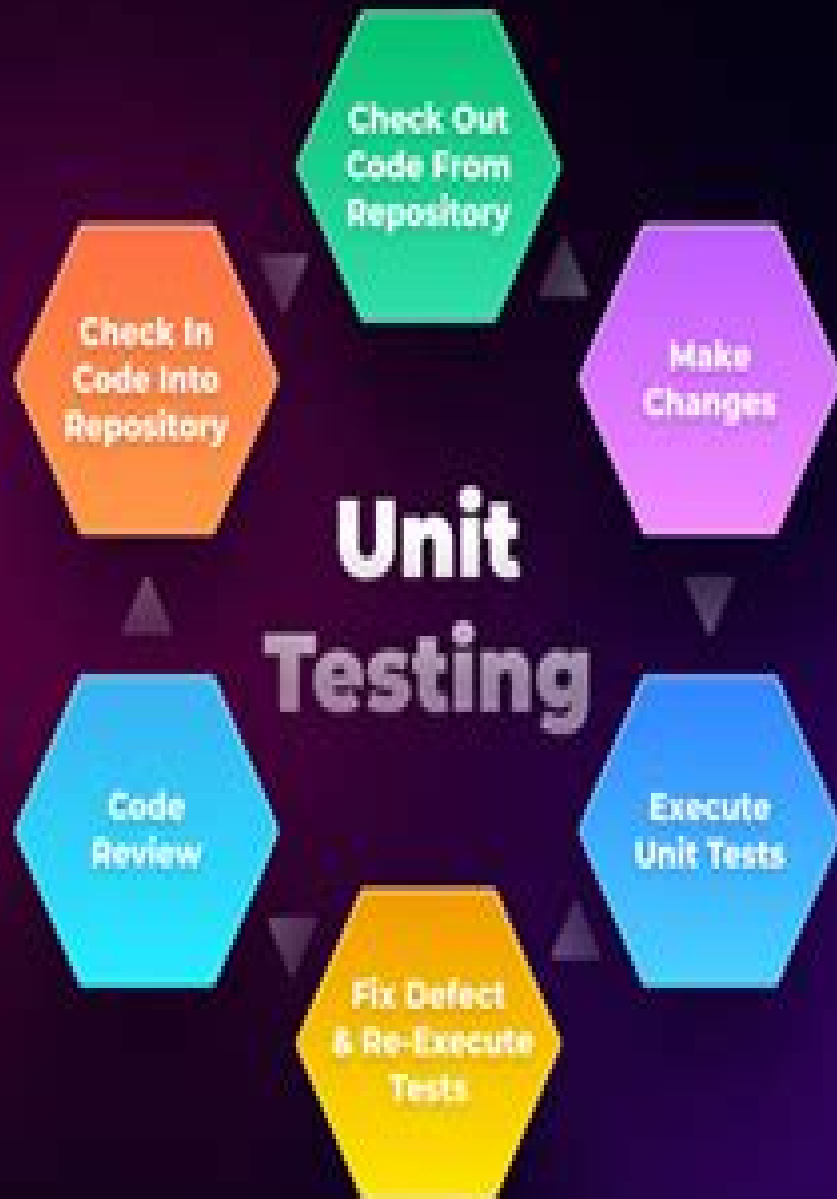 Check Out
Code From
Repository
Make
Changes
Execute
Unit Tests
Fix Defect
& Re-Execute
Tests
Code
Review
Check In
Code Into
Repository
Unit
Testing